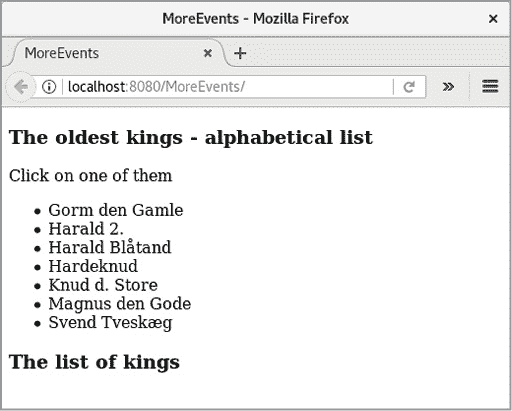 MoreEvents - Mozilla Firefox
MoreEvents
localhost:8080/MoreEvents/
The oldest kings - alphabetical list
Click on one of them
Gorm den Gamle
Harald 2.
Harald Blåtand
Hardeknud
Knud d. Store
Magnus den Gode
Svend Tveskæg
The list of kings